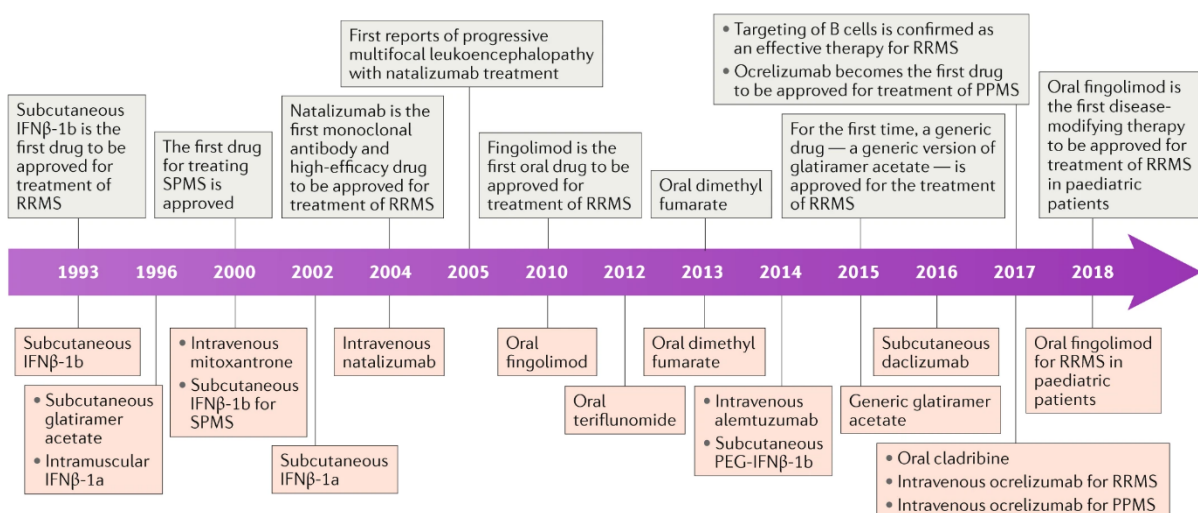 First reports of progressive
multifocal leukoencephalopathy
with natalizumab treatment
• Targeting of B cells is confirmed as
an effective therapy for RRMS
• Ocrelizumab becomes the first drug
to be approved for treatment of PPMS
Subcutaneous
IFNβ-1b is the
first drug to be
approved for
treatment of
RRMS
The first drug
for treating
SPMS is
approved
Natalizumab is the
first monoclonal
antibody and
high-efficacy drug
to be approved for
treatment of RRMS
Fingolimod is the
first oral drug to be
approved for
treatment of RRMS
Oral dimethyl
fumarate
For the first time, a generic
drug — a generic version of
glatiramer acetate — is
approved for the treatment
of RRMS
Oral fingolimod is
the first disease-
modifying therapy
to be approved for
treatment of RRMS
in paediatric
patients
1993 1996 2000 2002 2004 2005 2010 2012 2013 2014 2015 2016 2017 2018
Subcutaneous
IFNβ-1b
• Subcutaneous
glatiramer
acetate
• Intramuscular
IFNβ-1a
• Intravenous
mitoxantrone
• Subcutaneous
IFNβ-1b for
SPMS
Subcutaneous
IFNβ-1a
Intravenous
natalizumab
Oral
fingolimod
Oral
teriflunomide
Oral dimethyl
fumarate
• Intravenous
alemtuzumab
• Subcutaneous
PEG-IFNβ-1b
Generic glatiramer
acetate
Subcutaneous
daclizumab
• Oral cladribine
• Intravenous ocrelizumab for RRMS
• Intravenous ocrelizumab for PPMS
Oral fingolimod
for RRMS in
paediatric
patients